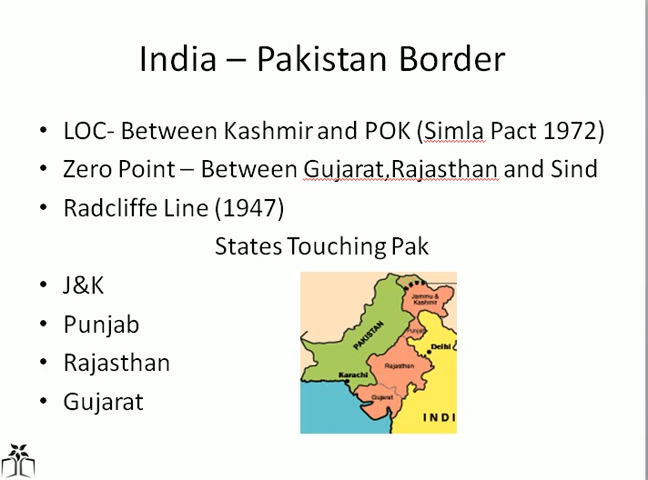 India – Pakistan Border
• LOC- Between Kashmir and POK (Simla Pact 1972)
• Zero Point – Between Gujarat,Rajasthan and Sind
• Radcliffe Line (1947)
States Touching Pak
• J&K
• Punjab
• Rajasthan
• Gujarat
Jammu &
Kashmir
PAKISTAN
Punjab
Delhi
Rajasthan
Karachi
Gujarat
INDI